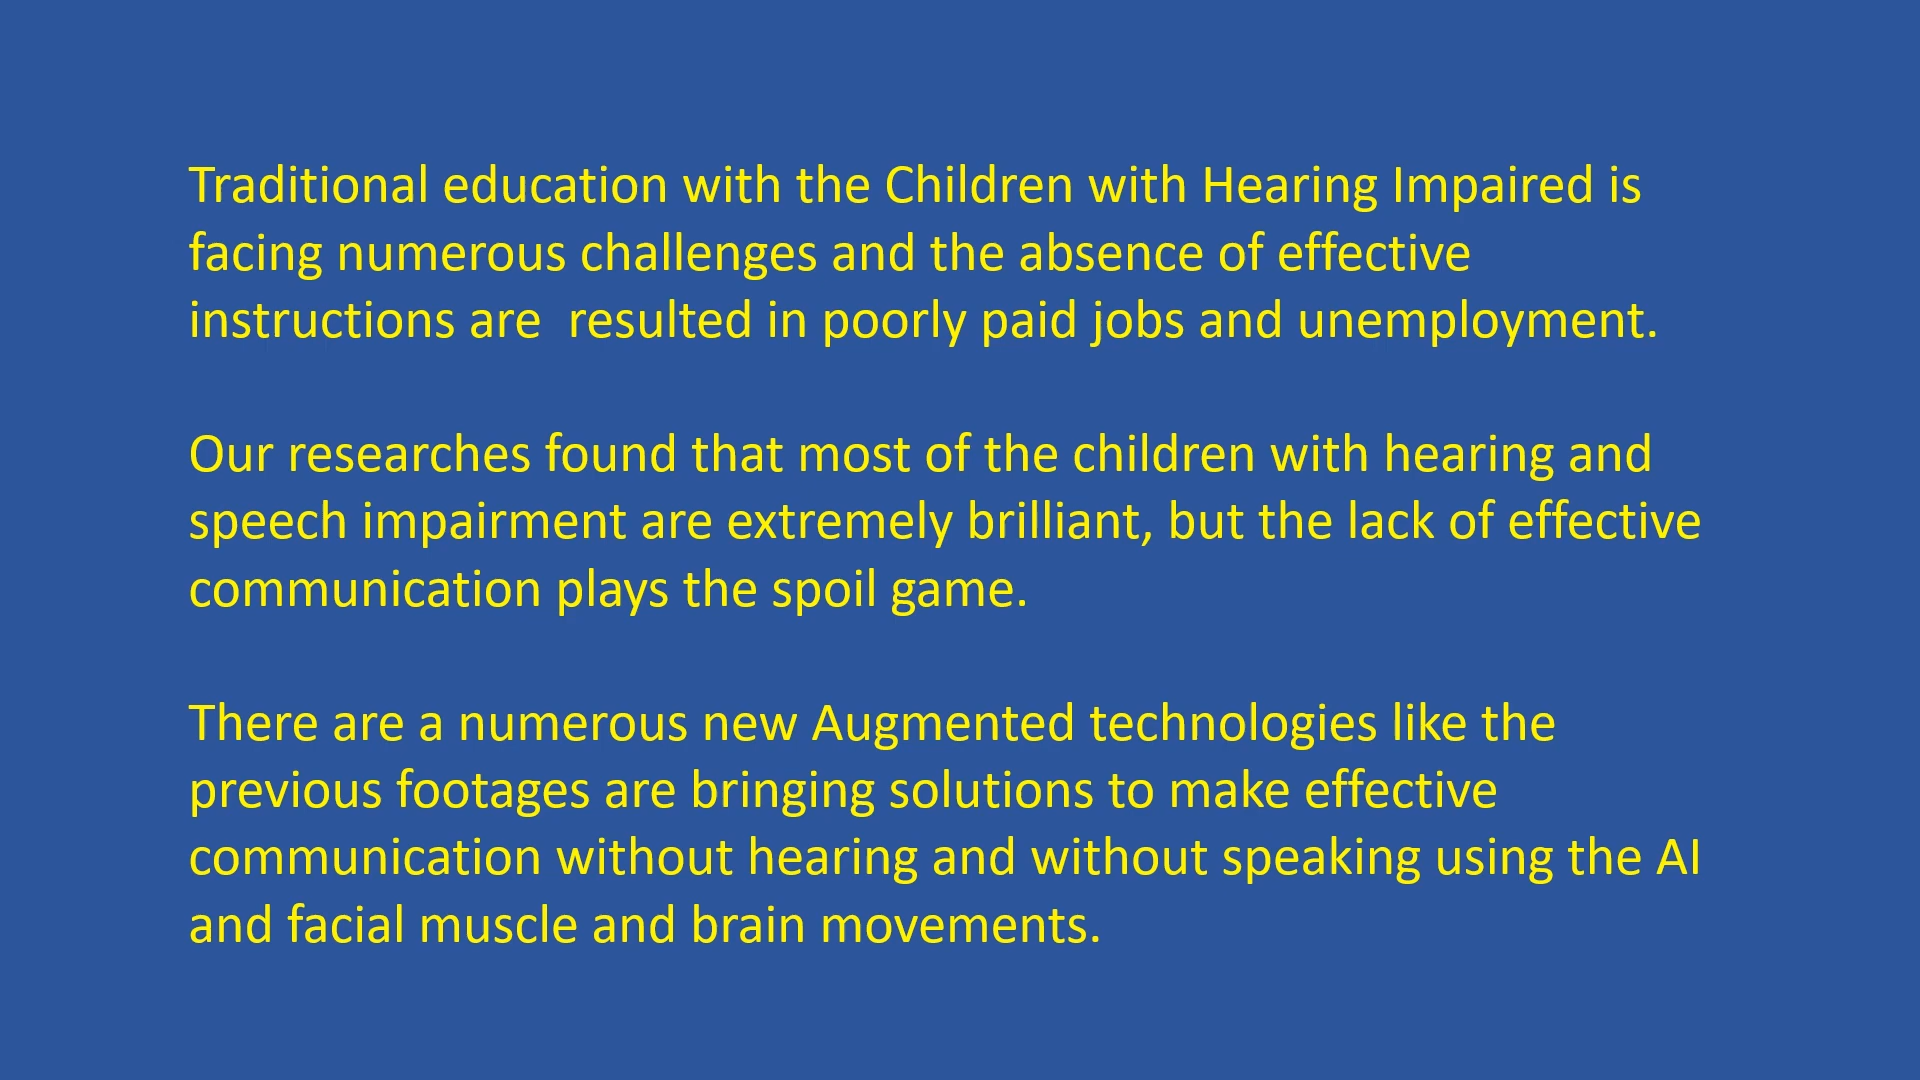 Traditional education with the Children with Hearing Impaired is
facing numerous challenges and the absence of effective
instructions are  resulted in poorly paid jobs and unemployment.
Our researches found that most of the children with hearing and
speech impairment are extremely brilliant, but the lack of effective
communication plays the spoil game.
There are a numerous new Augmented technologies like the
previous footages are bringing solutions to make effective
communication without hearing and without speaking using the AI
and facial muscle and brain movements.